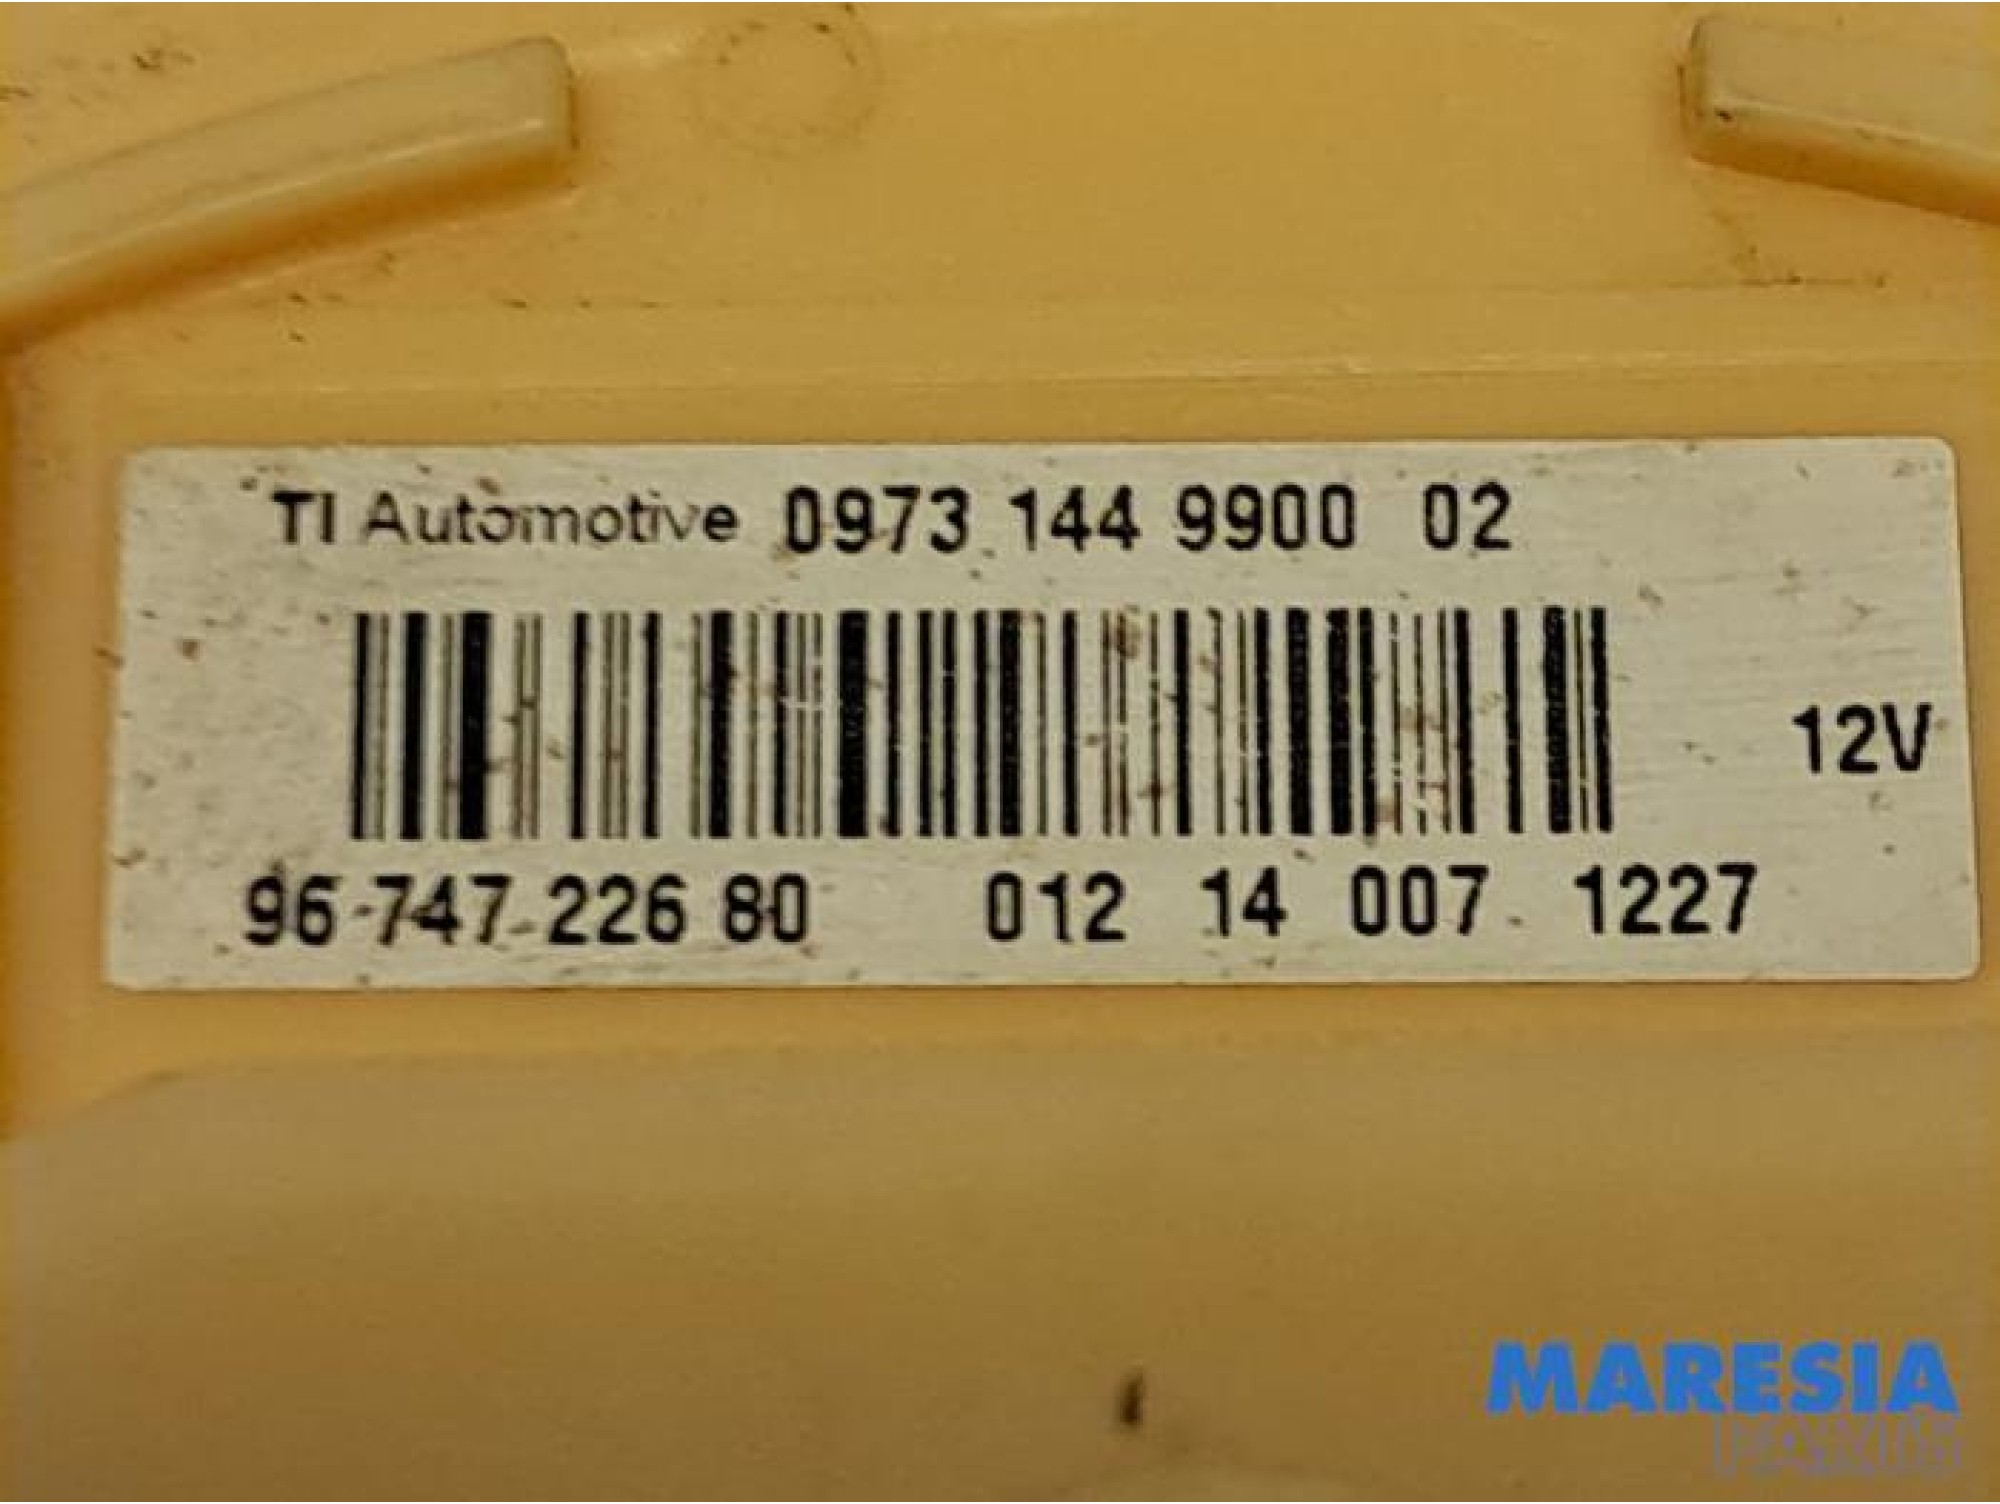 TI Automotive 0973 144 9900 02
12V
96 747 226 80 012 14 007 1227
MARESIA
PARTS